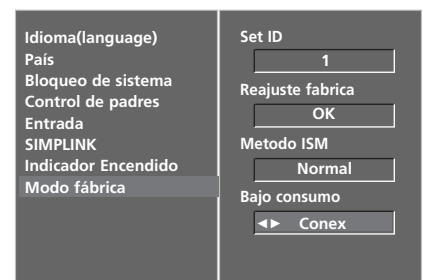 Idioma(language)
País
Bloqueo de sistema
Control de padres
Entrada
SIMPLINK
Indicador Encendido
Modo fábrica
Set ID
1
Reajuste fabrica
OK
Metodo ISM
Normal
Bajo consumo
◄► Conex